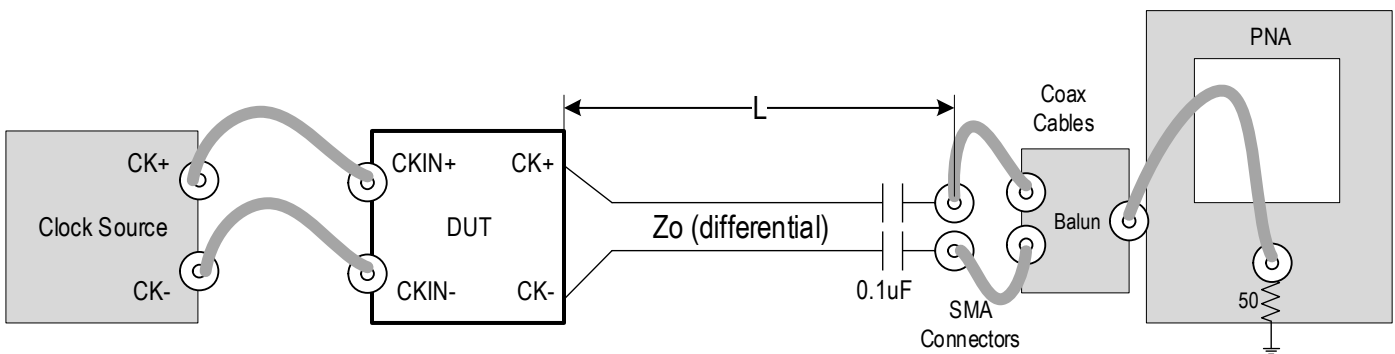 PNA
L
Coax
Cables
CK+
CKIN+
CK+
Clock Source
DUT
Zo (differential)
Balun
CK-
CKIN-
CK-
0.1uF
50
SMA
Connectors